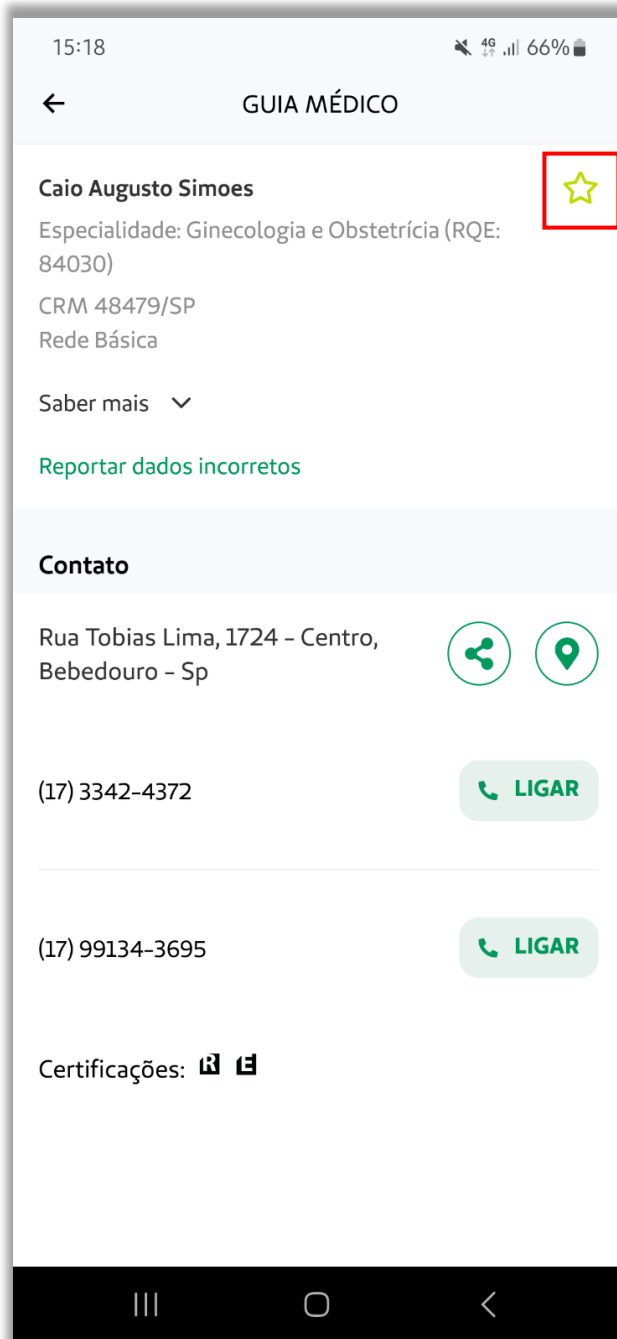 15:18 4G 66%
GUIA MÉDICO
Caio Augusto Simoes
Especialidade: Ginecologia e Obstetrícia (RQE:
84030)
CRM 48479/SP
Rede Básica
Saber mais
Reportar dados incorretos
Contato
Rua Tobias Lima, 1724 – Centro,
Bebedouro – Sp
(17) 3342-4372 LIGAR
(17) 99134-3695 LIGAR
Certificações: R E